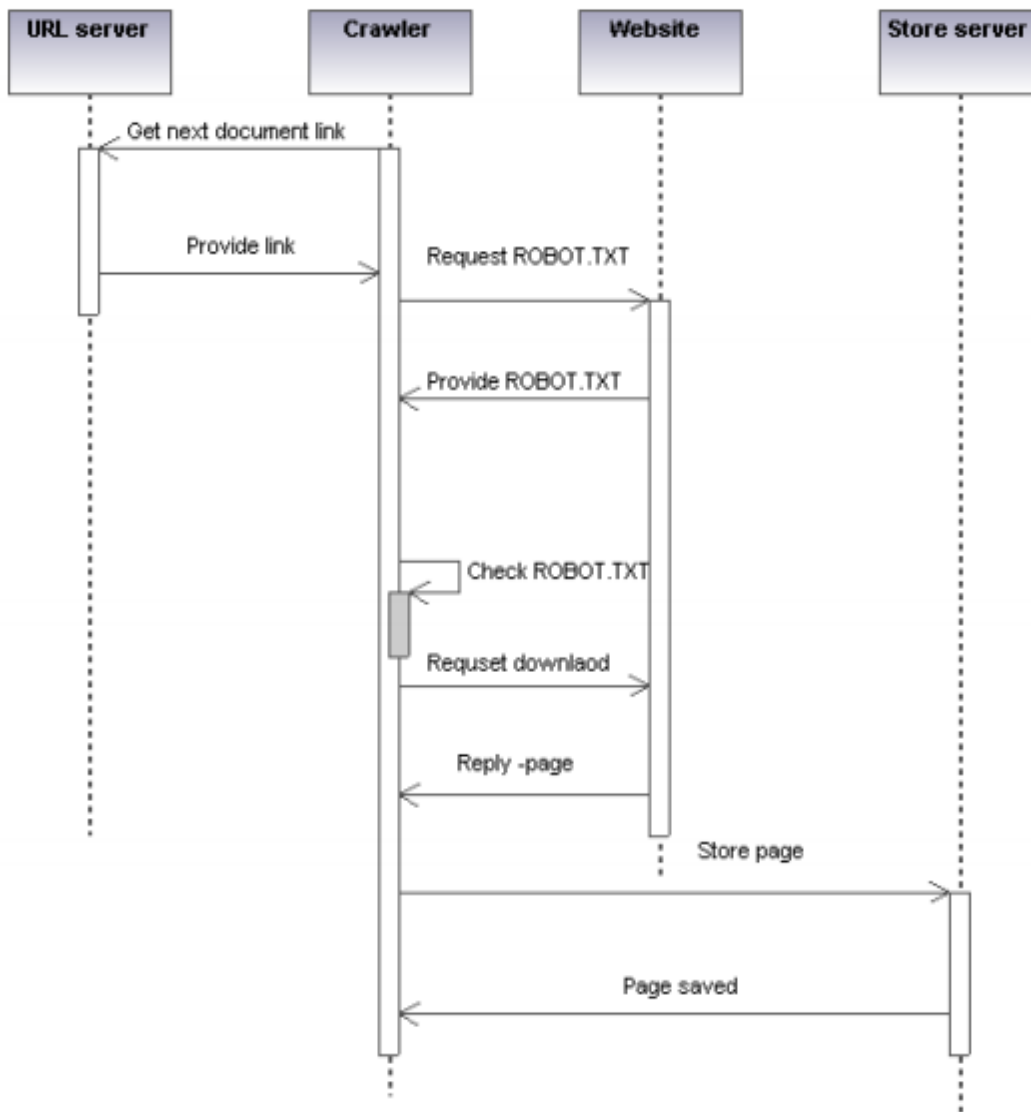 URL server
Crawler
Website
Store server
Get next document link
Provide link
Request ROBOT.TXT
Provide ROBOT.TXT
Check ROBOT.TXT
Requset downlaod
Reply -page
Store page
Page saved